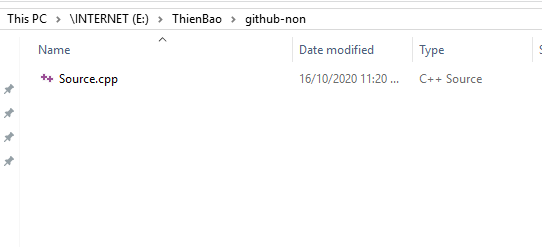 This PC > \INTERNET (E:) > ThienBao > github-non
Name Date modified Type S
Source.cpp 16/10/2020 11:20 ... C++ Source